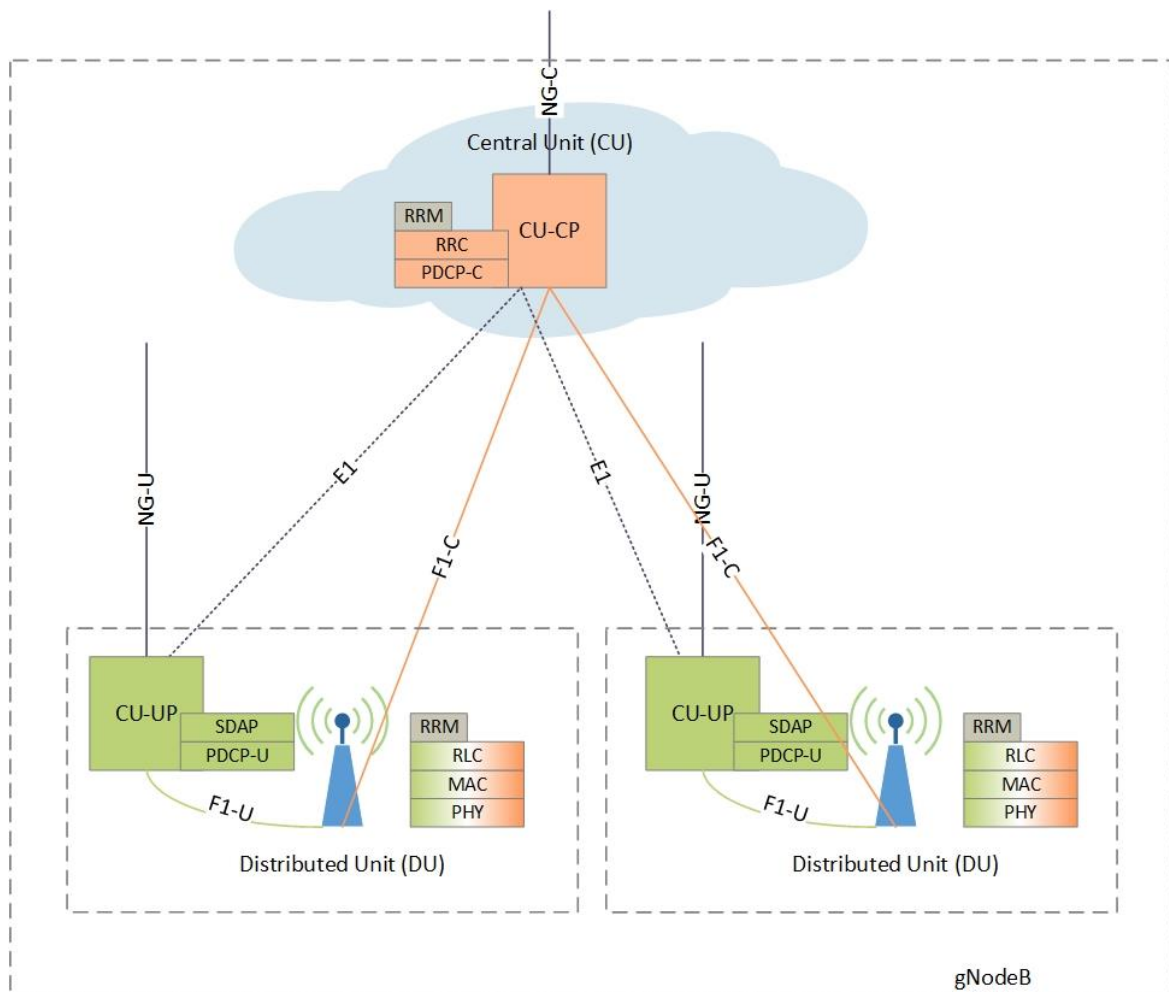 NG-C
Central Unit (CU)
CU-CP
RRM
RRC
PDCP-C
NG-U
E1
F1-C
E1
NG-U
F1-C
CU-UP
SDAP
PDCP-U
F1-U
RRM
RLC
MAC
PHY
Distributed Unit (DU)
CU-UP
SDAP
PDCP-U
F1-U
RRM
RLC
MAC
PHY
Distributed Unit (DU)
gNodeB